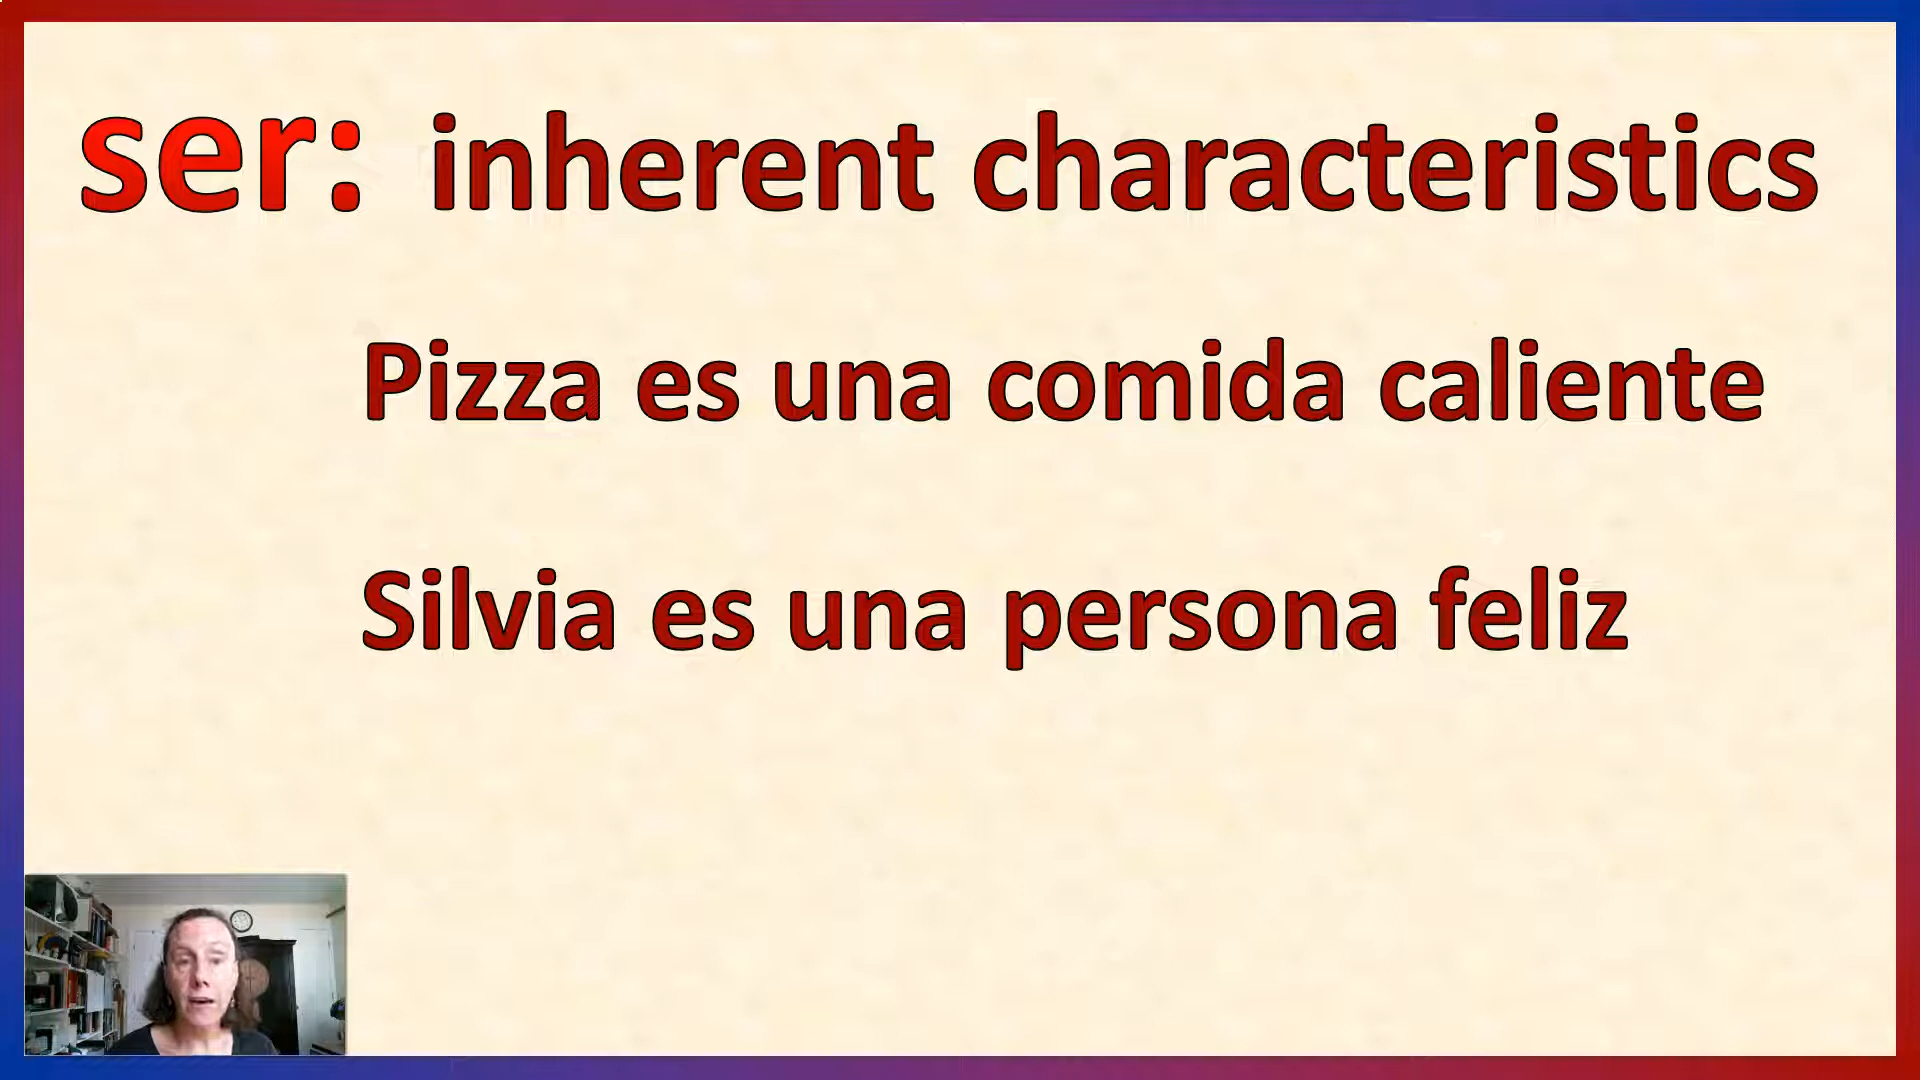 ser: inherent characteristics
Pizza es una comida caliente
Silvia es una persona feliz